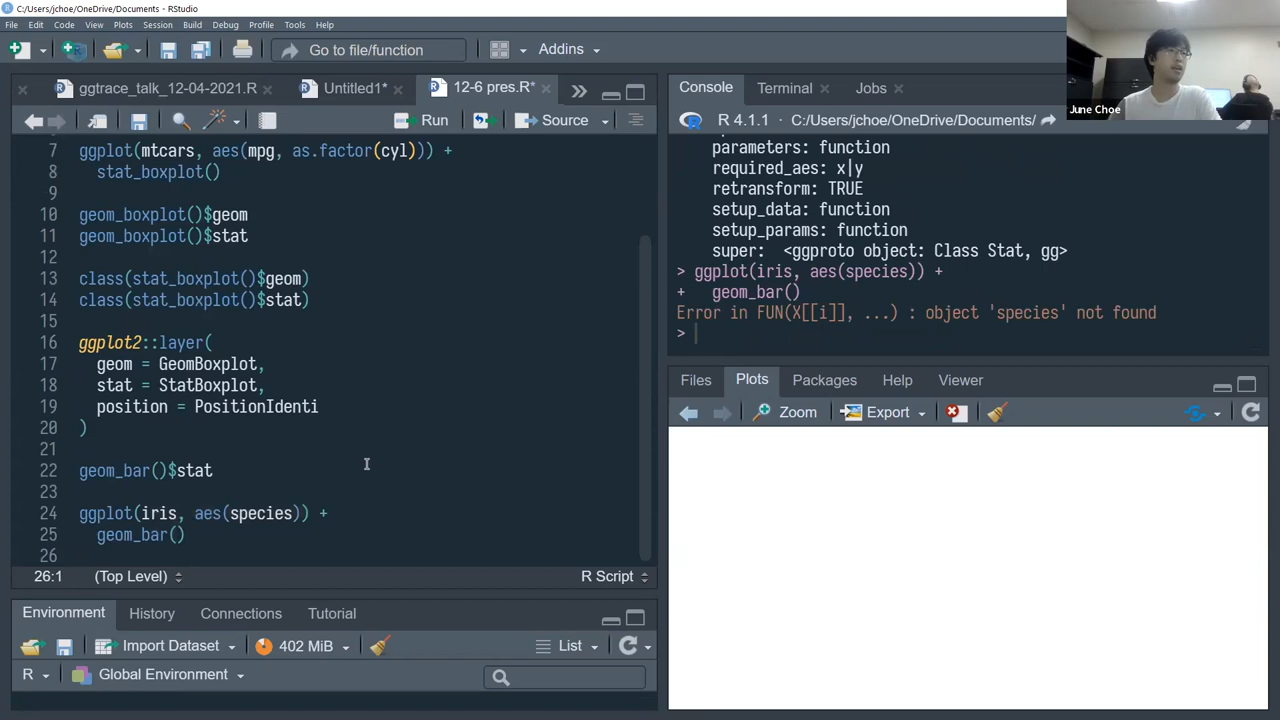 C:/Users/jchoe/OneDrive/Documents - RStudio
File Edit Code View Plots Session Build Debug Profile Tools Help
Go to file/function Addins
ggtrace_talk_12-04-2021.R Untitled1* 12-6 pres.R*
Run Source
7 ggplot(mtcars, aes(mpg, as.factor(cyl))) +
8 stat_boxplot()
9
10 geom_boxplot()$geom
11 geom_boxplot()$stat
12
13 class(stat_boxplot()$geom)
14 class(stat_boxplot()$stat)
15
16 ggplot2::layer(
17 geom = GeomBoxplot,
18 stat = StatBoxplot,
19 position = PositionIdenti
20 )
21
22 geom_bar()$stat
23
24 ggplot(iris, aes(species)) +
25 geom_bar()
26
26:1 (Top Level) R Script
Environment History Connections Tutorial
Import Dataset 402 MiB List
R Global Environment
Console Terminal Jobs
R 4.1.1 C:/Users/jchoe/OneDrive/Documents/
parameters: function
required_aes: x|y
retransform: TRUE
setup_data: function
setup_params: function
super: <ggproto object: Class Stat, gg>
> ggplot(iris, aes(species)) +
+ geom_bar()
Error in FUN(X[[i]], ...) : object 'species' not found
>
Files Plots Packages Help Viewer
Zoom Export
June Choe